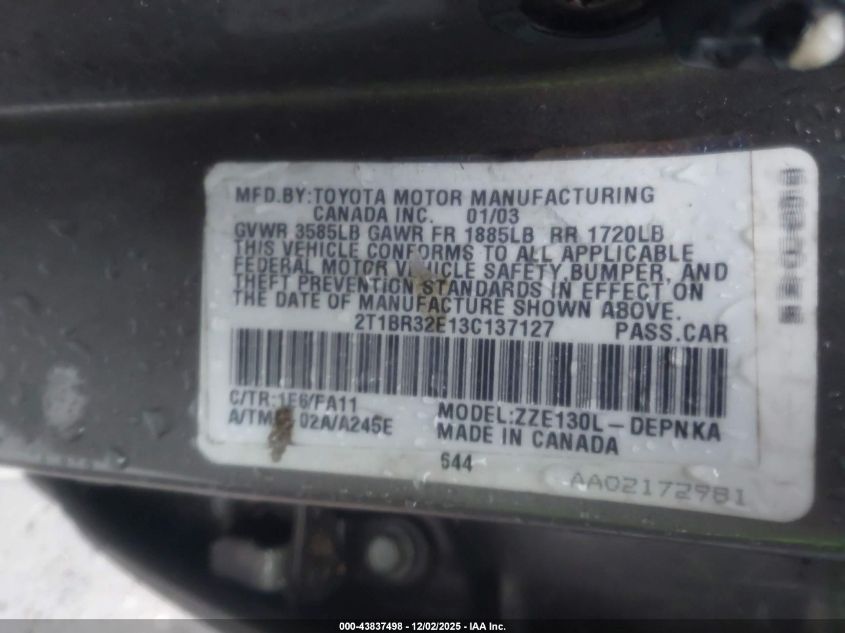 MFD.BY:TOYOTA MOTOR MANUFACTURING
CANADA INC. 01/03
GVWR 3585LB GAWR FR 1885LB RR 1720LB
THIS VEHICLE CONFORMS TO ALL APPLICABLE
FEDERAL MOTOR VEHICLE SAFETY,BUMPER, AND
THEFT PREVENTION STANDARDS IN EFFECT ON
THE DATE OF MANUFACTURE SHOWN ABOVE.
2T1BR32E13C137127 PASS.CAR
C/TR:1E6/FA11
A/TM: 02A/A245E
MODEL:ZZE130L-DEPNKA
MADE IN CANADA
644
AA02172981
000-43837498 - 12/02/2025 - IAA Inc.